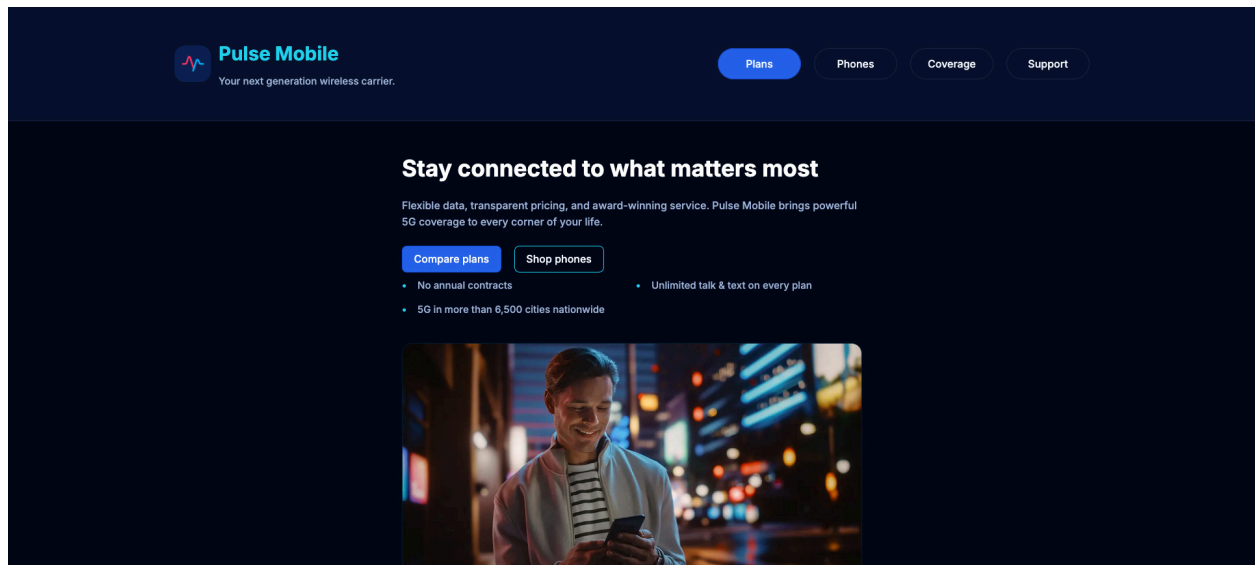 Pulse Mobile
Your next generation wireless carrier.
Plans
Phones
Coverage
Support
Stay connected to what matters most
Flexible data, transparent pricing, and award-winning service. Pulse Mobile brings powerful
5G coverage to every corner of your life.
Compare plans
Shop phones
No annual contracts
Unlimited talk & text on every plan
5G in more than 6,500 cities nationwide